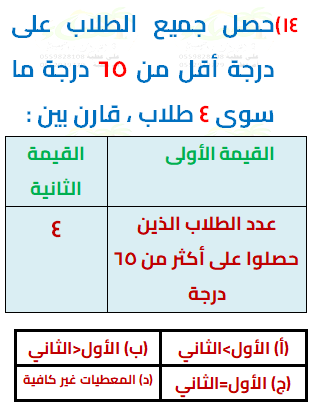 ١٤)حصل جميع الطلاب على
درجة أقل من ٦٥ درجة ما
سوى ٤ طلاب ، قارن بين :
القيمة الأولى
القيمة
الثانية
عدد الطلاب الذين
حصلوا على أكثر من ٦٥
درجة
٤
(أ) الأول>الثاني
(ب) الأول<الثاني
(ج) الأول=الثاني
(د) المعطيات غير كافية